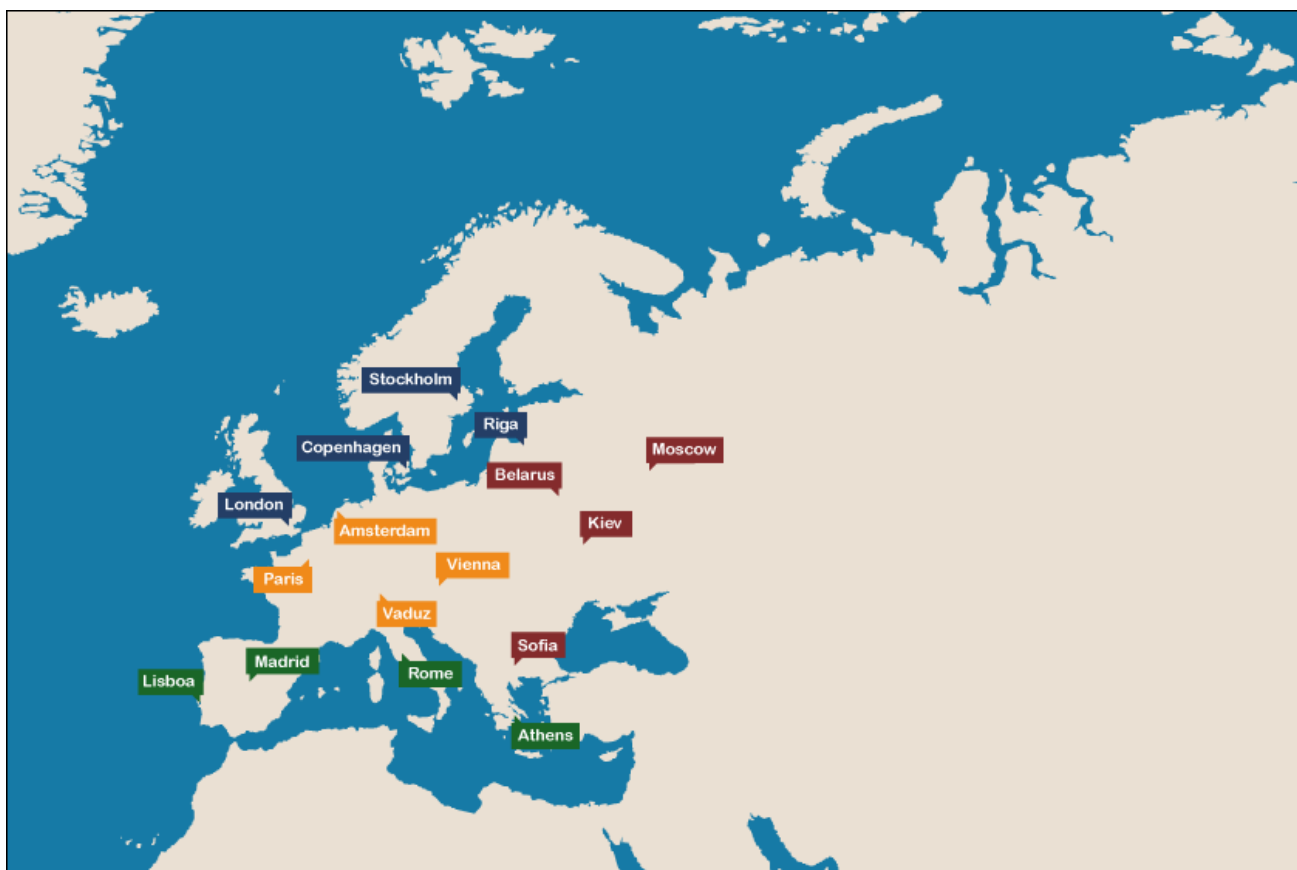 Stockholm
Riga
Copenhagen
Moscow
Belarus
London
Kiev
Amsterdam
Vienna
Paris
Vaduz
Sofia
Madrid
Rome
Lisboa
Athens